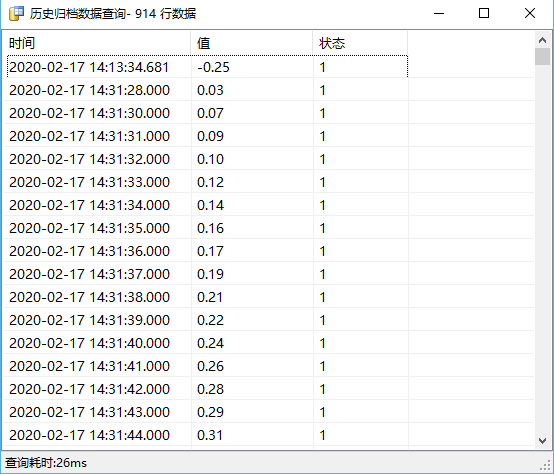 历史归档数据查询- 914 行数据
时间 值 状态
2020-02-17 14:13:34.681 -0.25 1
2020-02-17 14:31:28.000 0.03 1
2020-02-17 14:31:30.000 0.07 1
2020-02-17 14:31:31.000 0.09 1
2020-02-17 14:31:32.000 0.10 1
2020-02-17 14:31:33.000 0.12 1
2020-02-17 14:31:34.000 0.14 1
2020-02-17 14:31:35.000 0.16 1
2020-02-17 14:31:36.000 0.17 1
2020-02-17 14:31:37.000 0.19 1
2020-02-17 14:31:38.000 0.21 1
2020-02-17 14:31:39.000 0.22 1
2020-02-17 14:31:40.000 0.24 1
2020-02-17 14:31:41.000 0.26 1
2020-02-17 14:31:42.000 0.28 1
2020-02-17 14:31:43.000 0.29 1
2020-02-17 14:31:44.000 0.31 1
查询耗时:26ms